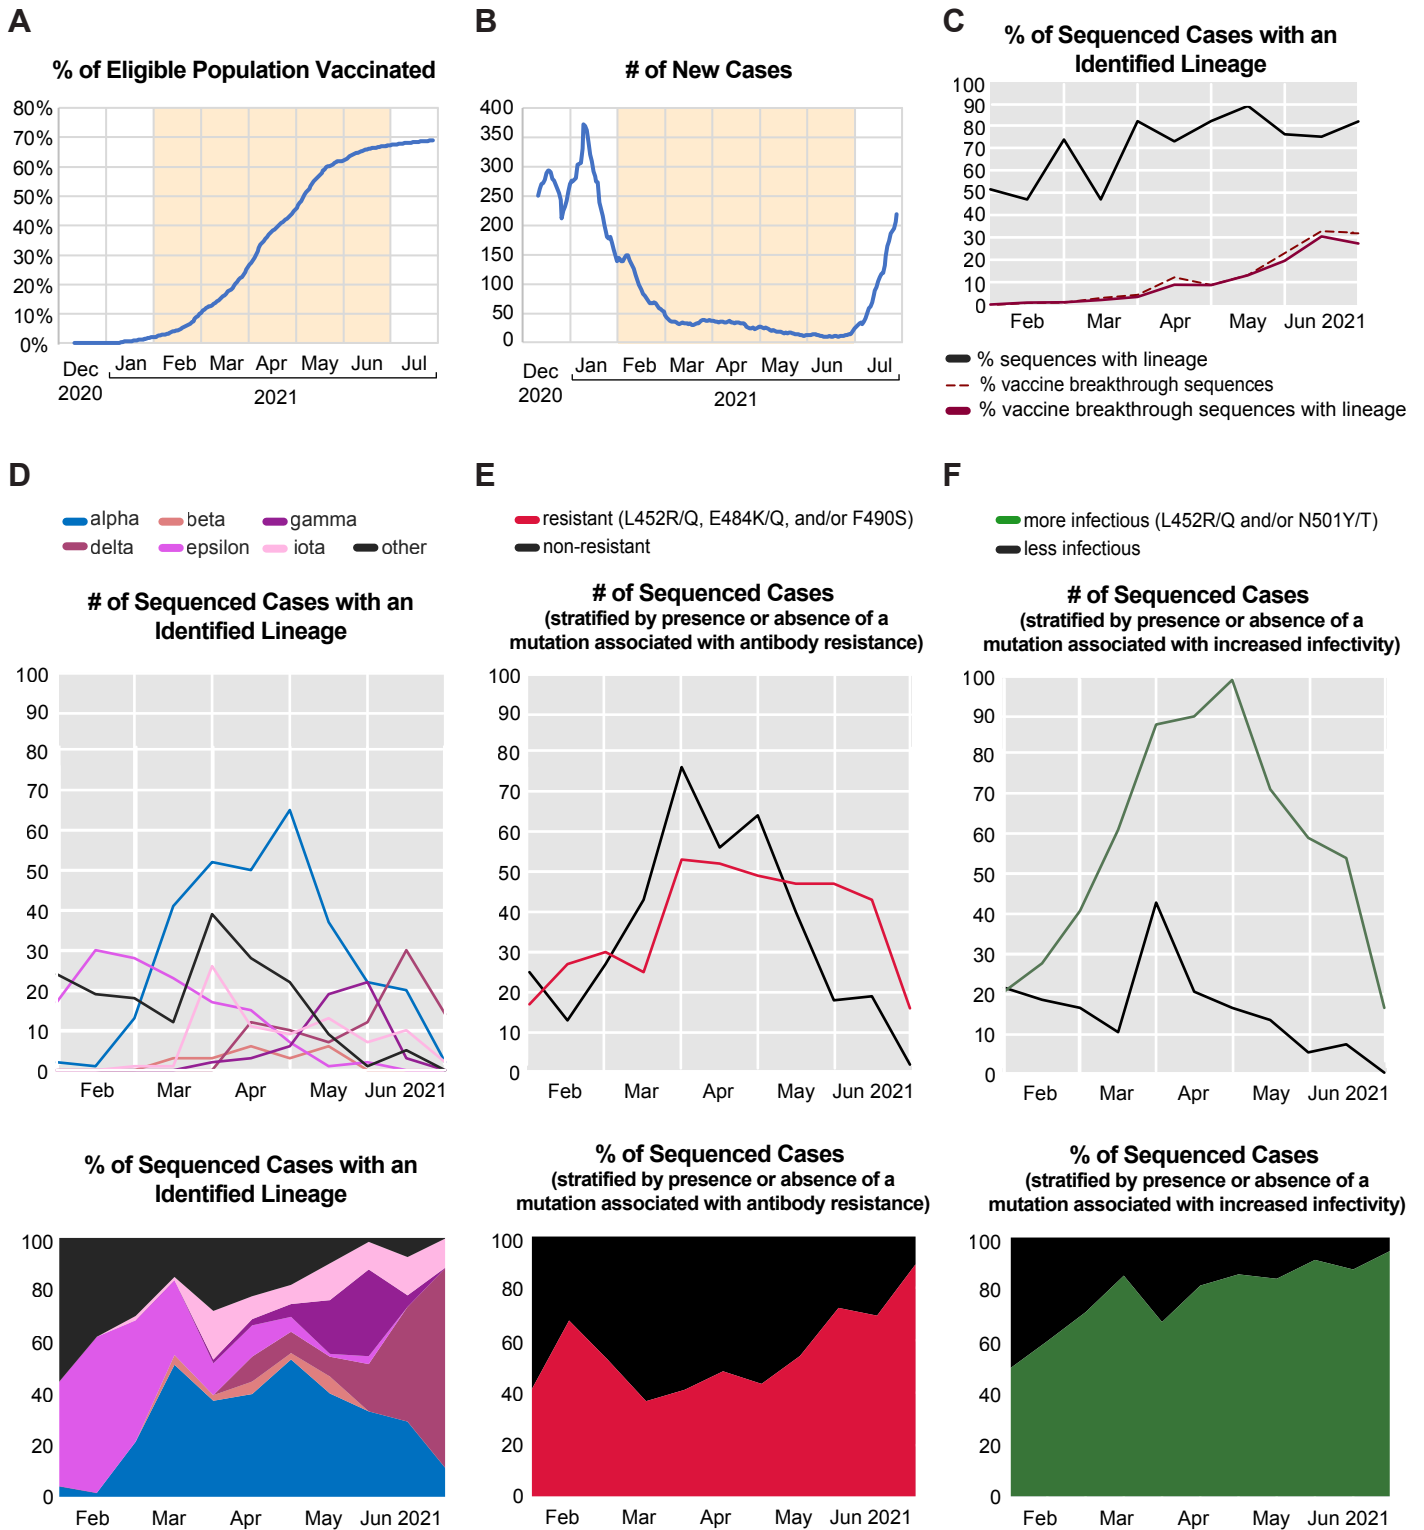 A
% of Eligible Population Vaccinated
80%
70%
60%
50%
40%
30%
20%
10%
0%
Dec 2020
Jan Feb Mar Apr May Jun Jul
2021
B
# of New Cases
400
350
300
250
200
150
100
50
0
Dec 2020
Jan Feb Mar Apr May Jun Jul
2021
C
% of Sequenced Cases with an
Identified Lineage
100
90
80
70
60
50
40
30
20
10
0
Feb Mar Apr May Jun 2021
% sequences with lineage
% vaccine breakthrough sequences
% vaccine breakthrough sequences with lineage
D
alpha beta gamma
delta epsilon iota other
# of Sequenced Cases with an
Identified Lineage
100
90
80
70
60
50
40
30
20
10
0
Feb Mar Apr May Jun 2021
% of Sequenced Cases with an
Identified Lineage
100
80
60
40
20
0
Feb Mar Apr May Jun 2021
E
resistant (L452R/Q, E484K/Q, and/or F490S)
non-resistant
# of Sequenced Cases
(stratified by presence or absence of a
mutation associated with antibody resistance)
100
90
80
70
60
50
40
30
20
10
0
Feb Mar Apr May Jun 2021
% of Sequenced Cases
(stratified by presence or absence of a
mutation associated with antibody resistance)
100
80
60
40
20
0
Feb Mar Apr May Jun 2021
F
more infectious (L452R/Q and/or N501Y/T)
less infectious
# of Sequenced Cases
(stratified by presence or absence of a
mutation associated with increased infectivity)
100
90
80
70
60
50
40
30
20
10
0
Feb Mar Apr May Jun 2021
% of Sequenced Cases
(stratified by presence or absence of a
mutation associated with increased infectivity)
100
80
60
40
20
0
Feb Mar Apr May Jun 2021